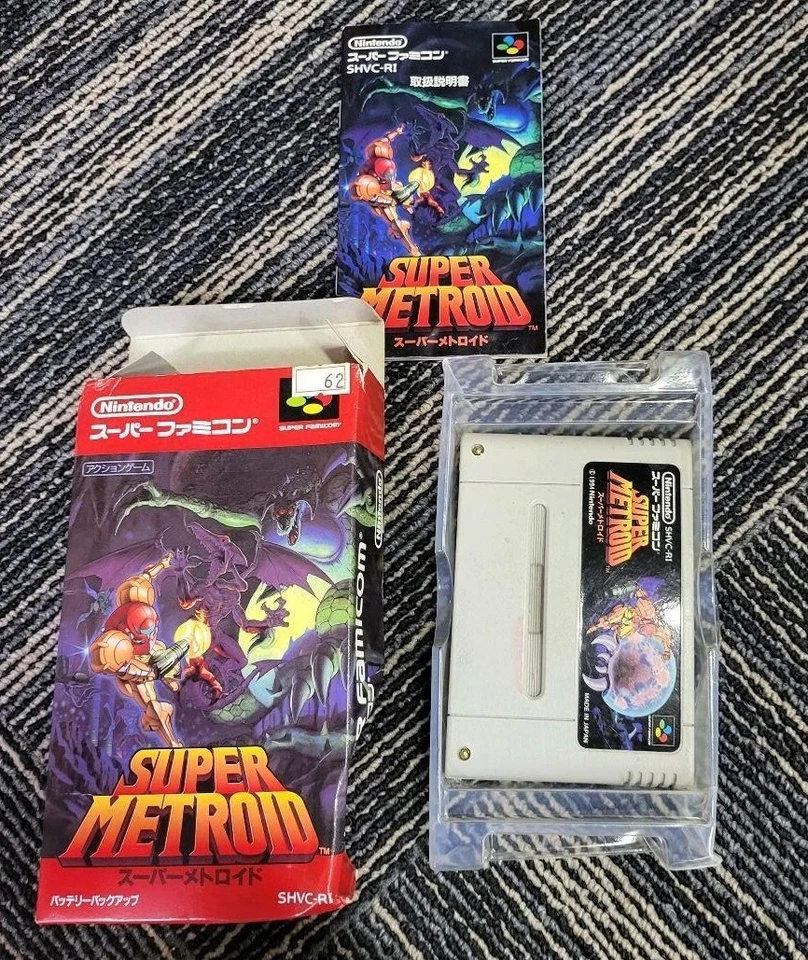 Nintendo
スーパー ファミコン®
SHVC-RI
取扱説明書
SUPER FAMICOM
SUPER
METROID™
スーパーメトロイド
62
Nintendo
スーパー ファミコン®
SUPER FAMICOM
アクションゲーム
SUPER
METROID™
スーパーメトロイド
バッテリーバックアップ
SHVC-RI
Nintendo
famicom®
Nintendo SHVC-RI
スーパー ファミコン
SUPER
METROID
スーパーメトロイド
© 1994 Nintendo
MADE IN JAPAN